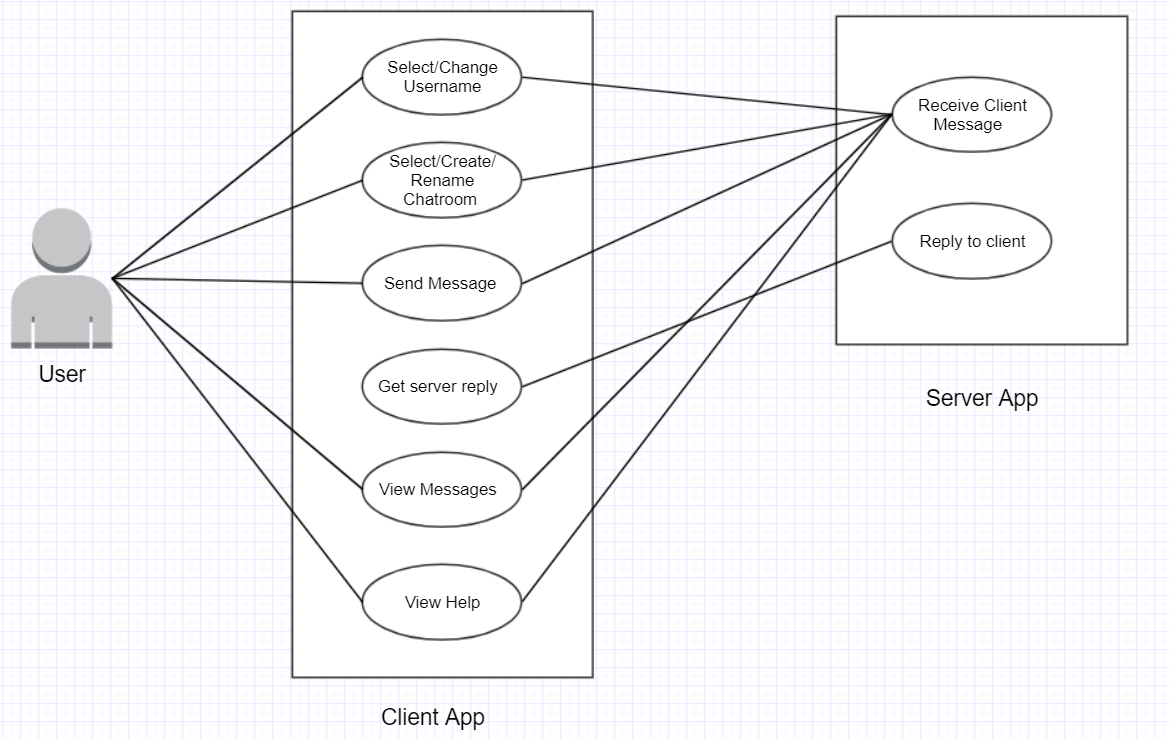 Select/Change
Username
Select/Create/
Rename
Chatroom
Send Message
Get server reply
View Messages
View Help
Receive Client
Message
Reply to client
User
Server App
Client App